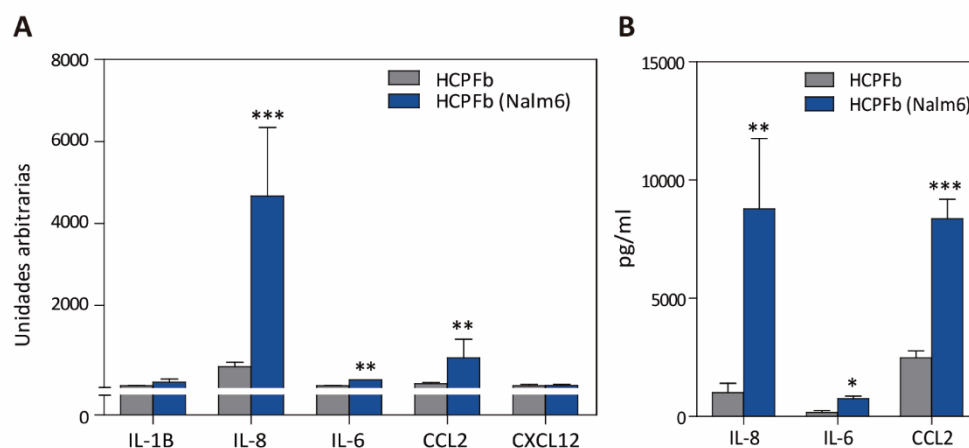 A
8000
6000
4000
2000
0
Unidades arbitrarias
HCPFb
HCPFb (Nalm6)
***
**
**
IL-1B IL-8 IL-6 CCL2 CXCL12
B
15000
10000
5000
0
pg/ml
HCPFb
HCPFb (Nalm6)
**
*
***
IL-8 IL-6 CCL2